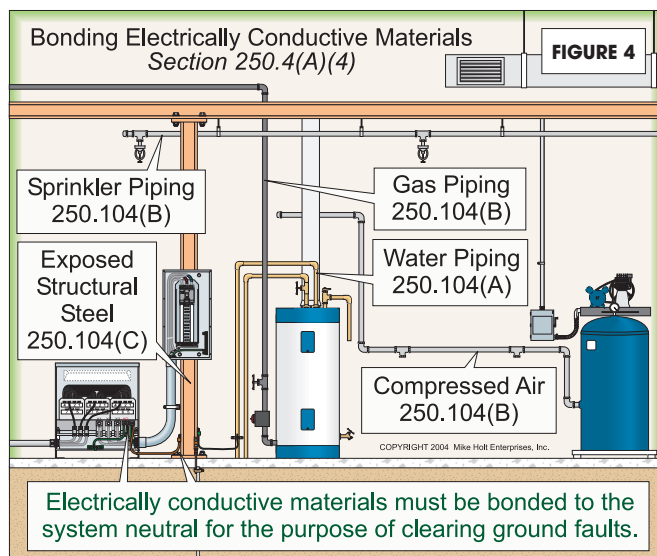 Bonding Electrically Conductive Materials
Section 250.4(A)(4)
FIGURE 4
Sprinkler Piping
250.104(B)
Gas Piping
250.104(B)
Exposed
Structural
Steel
250.104(C)
Water Piping
250.104(A)
Compressed Air
250.104(B)
COPYRIGHT 2004 Mike Holt Enterprises, Inc.
Electrically conductive materials must be bonded to the
system neutral for the purpose of clearing ground faults.